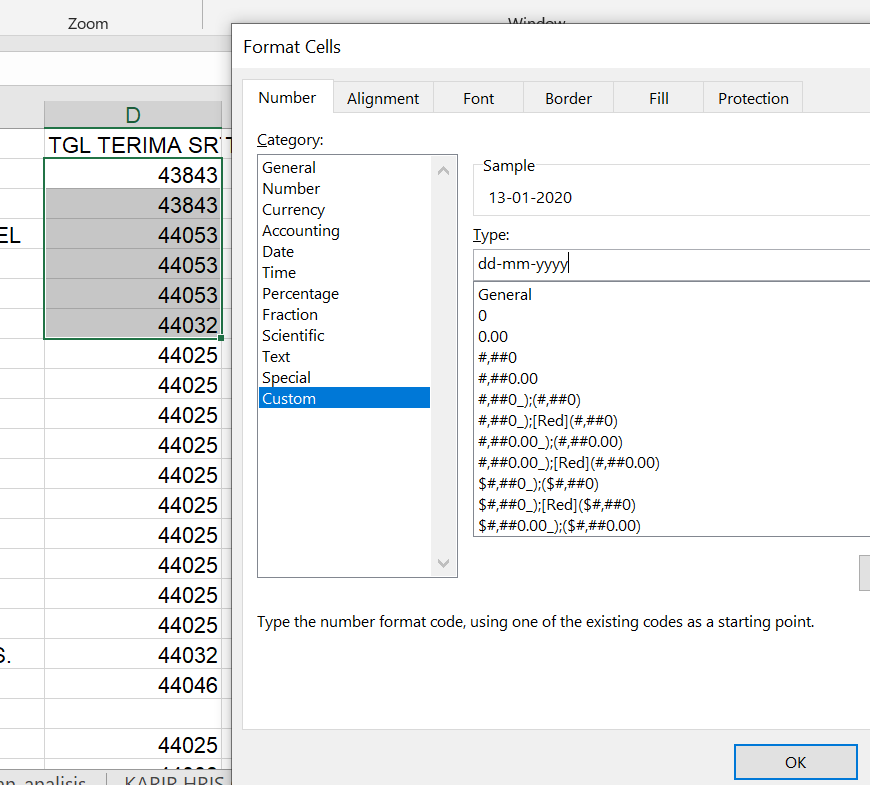 Zoom
Window
Format Cells
Number
Alignment
Font
Border
Fill
Protection
D
TGL TERIMA SR
43843
43843
EL
44053
44053
44053
44032
44025
44025
44025
44025
44025
44025
44025
44025
44025
44025
S.
44032
44046
44025
an_analisis
KARIR HRIS
Category:
General
Number
Currency
Accounting
Date
Time
Percentage
Fraction
Scientific
Text
Special
Custom
Sample
13-01-2020
Type:
dd-mm-yyyy
General
0
0.00
#,##0
#,##0.00
#,##0_);(#,##0)
#,##0_);[Red](#,##0)
#,##0.00_);(#,##0.00)
#,##0.00_);[Red](#,##0.00)
$#,##0_);($#,##0)
$#,##0_);[Red]($#,##0)
$#,##0.00_);($#,##0.00)
Type the number format code, using one of the existing codes as a starting point.
OK